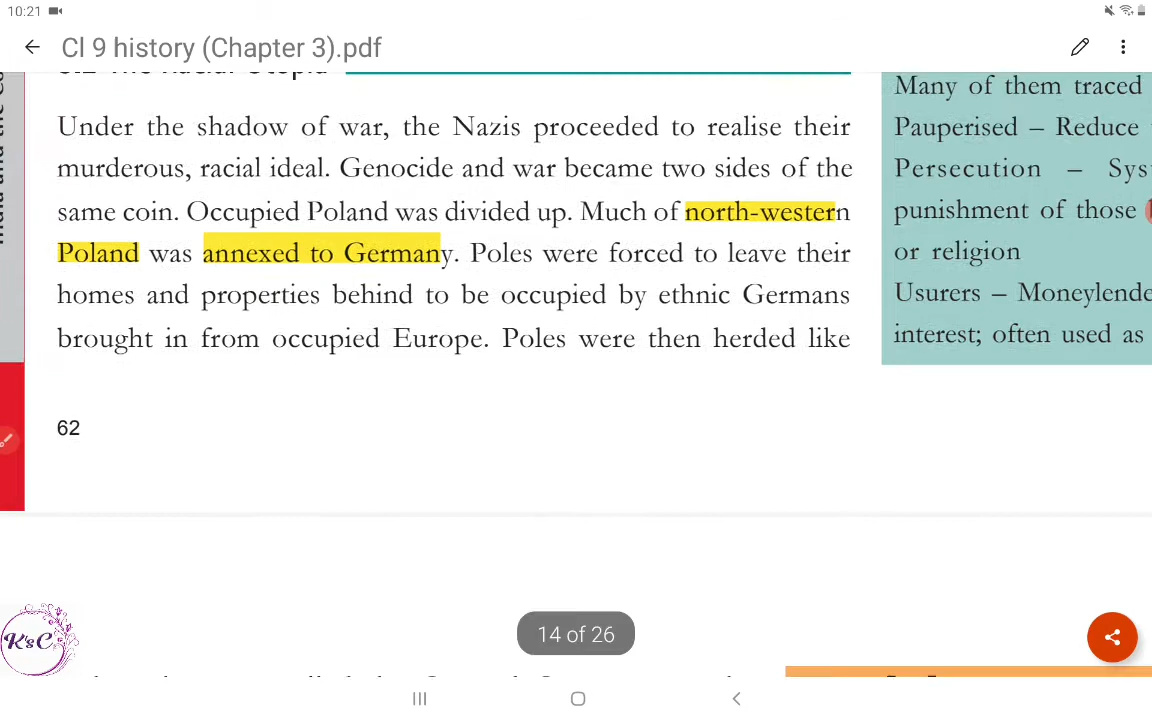 10:21
Cl 9 history (Chapter 3).pdf
Under the shadow of war, the Nazis proceeded to realise their
murderous, racial ideal. Genocide and war became two sides of the
same coin. Occupied Poland was divided up. Much of north-western
Poland was annexed to Germany. Poles were forced to leave their
homes and properties behind to be occupied by ethnic Germans
brought in from occupied Europe. Poles were then herded like
62
Many of them traced
Pauperised – Reduce
Persecution – Sys
punishment of those
or religion
Usurers – Moneylende
interest; often used as
K's C
14 of 26